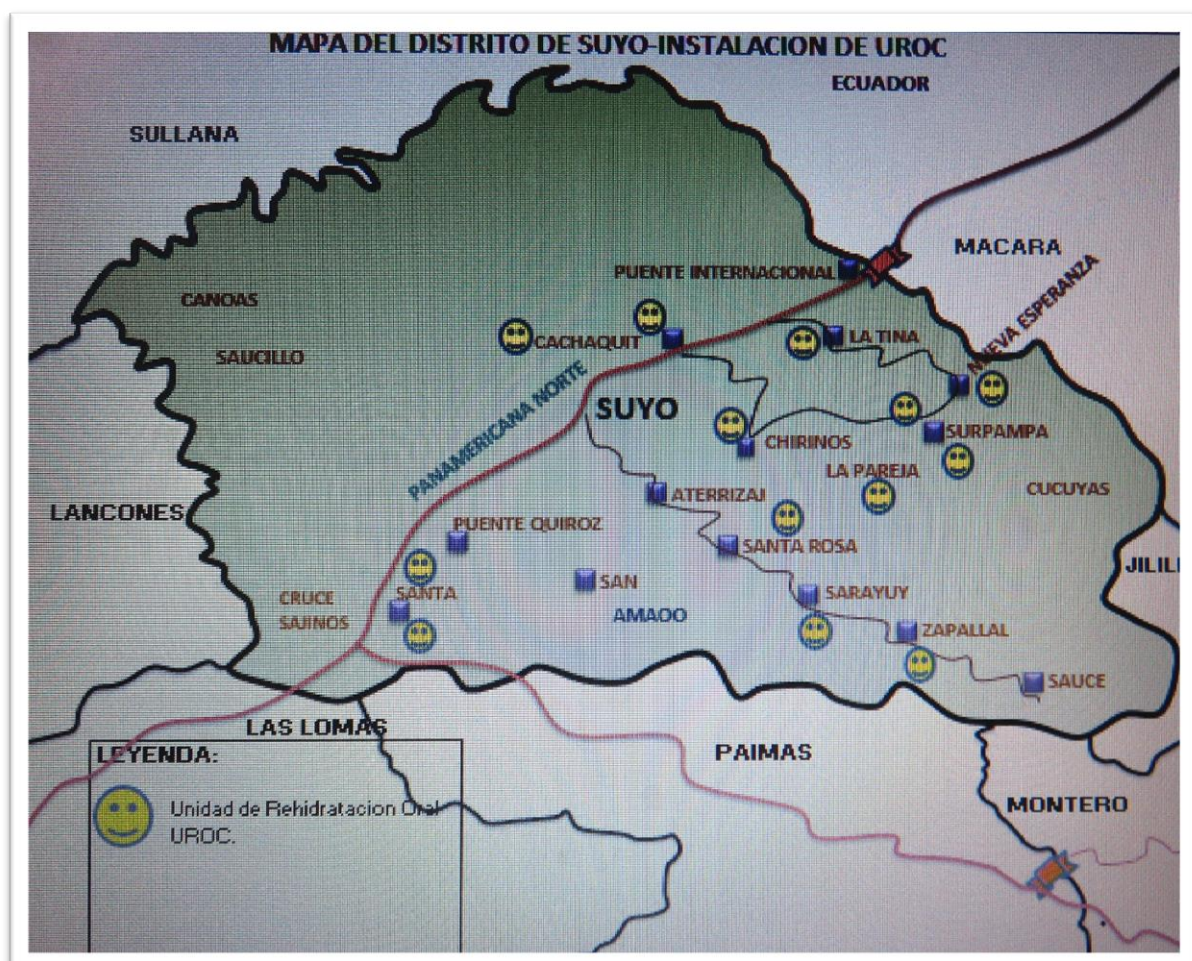 MAPA DEL DISTRITO DE SUYO-INSTALACION DE UROC
ECUADOR
SULLANA
MACARA
PUENTE INTERNACIONAL
NUEVA ESPERANZA
CANOAS
CACHAQUIT
LA TINA
SAUCILLO
PANAMERICANA NORTE
SUYO
CHIRINOS
SURPAMPA
LA PAREJA
CUCUYAS
ATERRIZAJ
LANCONES
PUENTE QUIROZ
SANTA ROSA
JILILI
SAN
SANTA
SARAYUY
CRUCE
SAJINOS
AMAOO
ZAPALLAL
SAUCE
LAS LOMAS
PAIMAS
LEYENDA:
MONTERO
Unidad de Rehidratacion Oral
UROC.